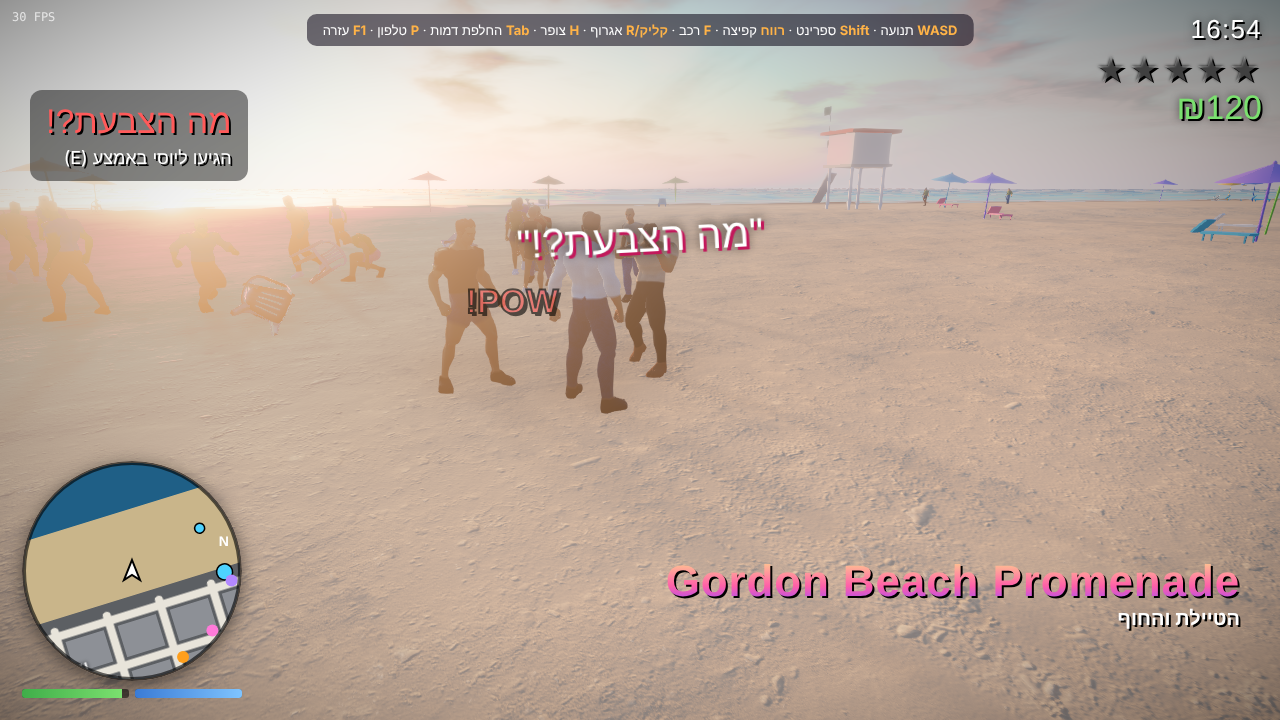 30 FPS
WASD תנועה · Shift ספרינט · רווח קפיצה · F רכב · קליק/R אגרוף · H צופר · Tab החלפת דמות · P טלפון · F1 עזרה
16:54
★★★★★
₪120
מה הצבעת?!
הגיעו ליוסי באמצע (E)
"מה הצבעת?!"
POW!
N
Gordon Beach Promenade
הטיילת והחוף